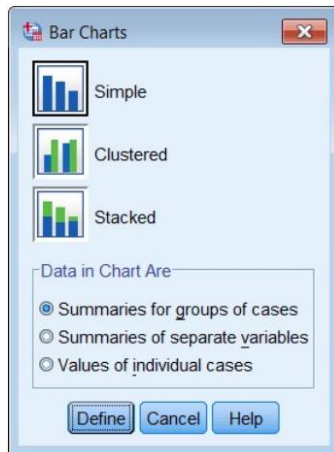 Bar Charts
Simple
Clustered
Stacked
Data in Chart Are
Summaries for groups of cases
Summaries of separate variables
Values of individual cases
Define Cancel Help